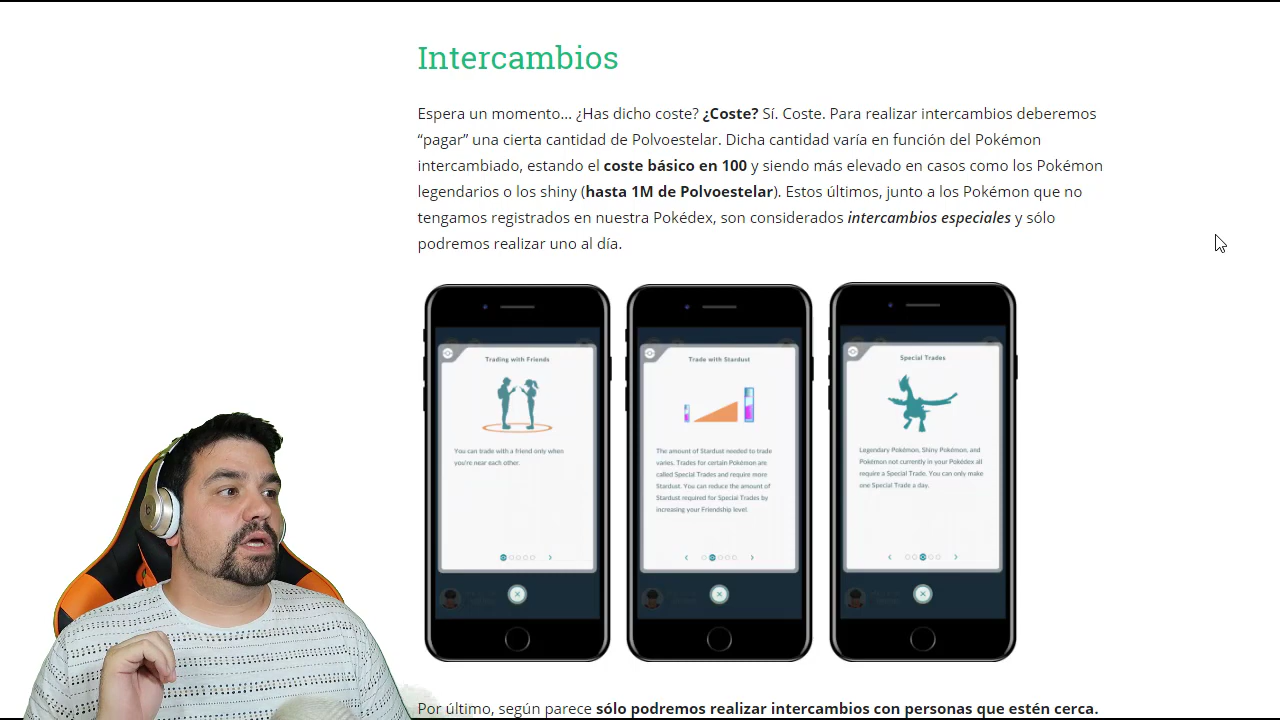 Intercambios
Espera un momento... ¿Has dicho coste? ¿Coste? Sí. Coste. Para realizar intercambios deberemos
“pagar” una cierta cantidad de Polvoestelar. Dicha cantidad varía en función del Pokémon
intercambiado, estando el coste básico en 100 y siendo más elevado en casos como los Pokémon
legendarios o los shiny (hasta 1M de Polvoestelar). Estos últimos, junto a los Pokémon que no
tengamos registrados en nuestra Pokédex, son considerados intercambios especiales y sólo
podremos realizar uno al día.
Trading with Friends
You can trade with a friend only when
you're near each other.
Trade with Stardust
The amount of Stardust needed to trade
varies. Trades for certain Pokémon are
called Special Trades and require more
Stardust. You can reduce the amount of
Stardust required for Special Trades by
increasing your Friendship level.
Special Trades
Legendary Pokémon, Shiny Pokémon, and
Pokémon not currently in your Pokédex all
require a Special Trade. You can only make
one Special Trade a day.
Por último, según parece sólo podremos realizar intercambios con personas que estén cerca.